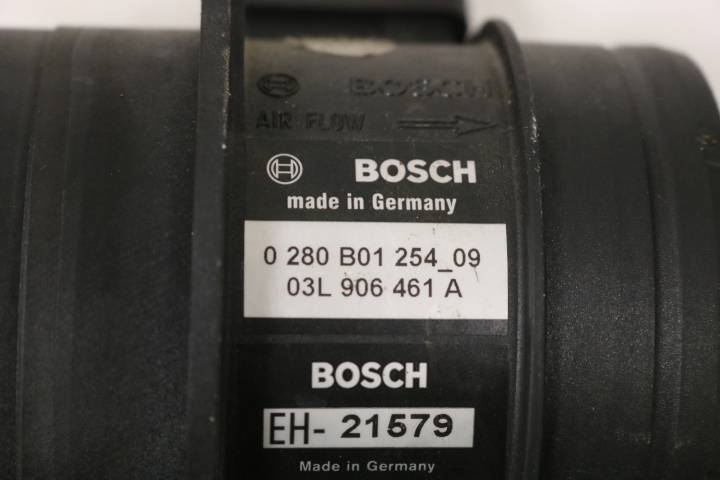 BOSCH
AIR FLOW
BOSCH
made in Germany
0 280 B01 254_09
03L 906 461 A
BOSCH
EH- 21579
Made in Germany